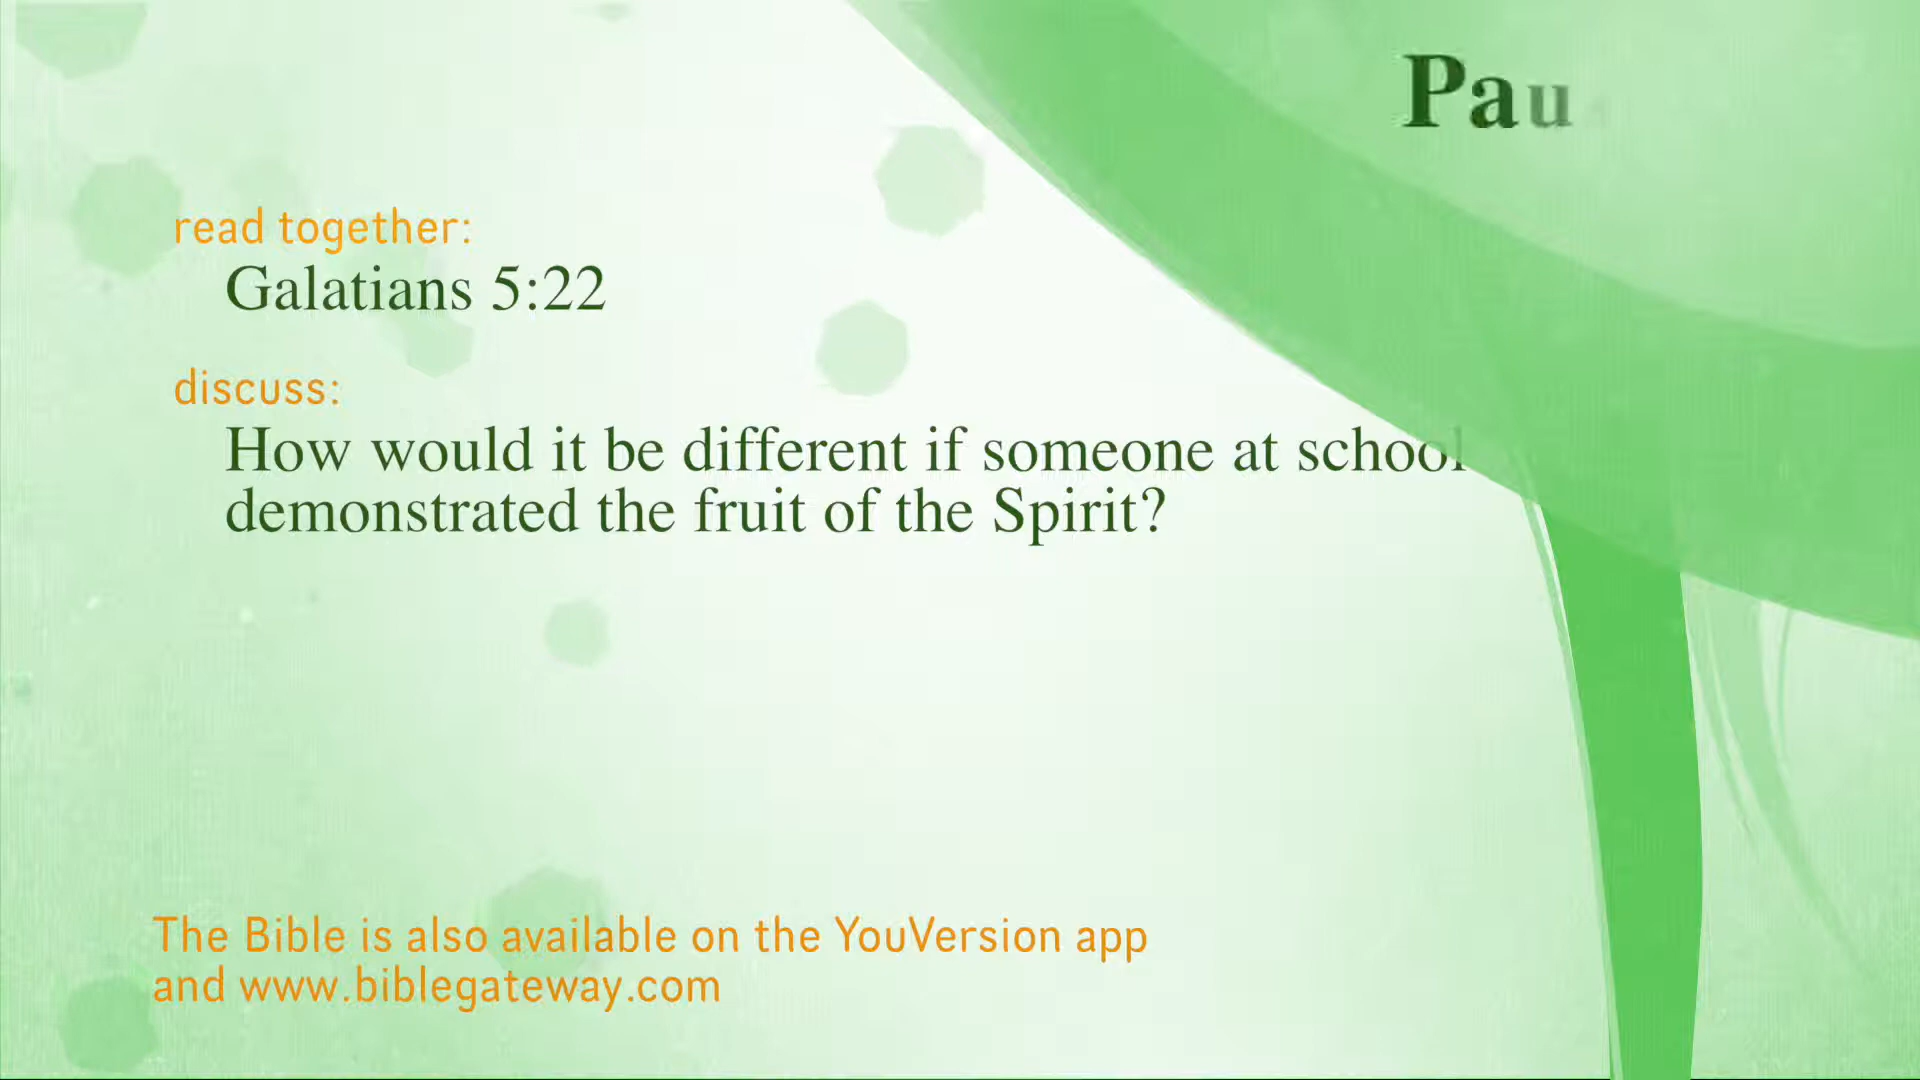 Pau
read together:
Galatians 5:22
discuss:
How would it be different if someone at school
demonstrated the fruit of the Spirit?
The Bible is also available on the YouVersion app
and www.biblegateway.com